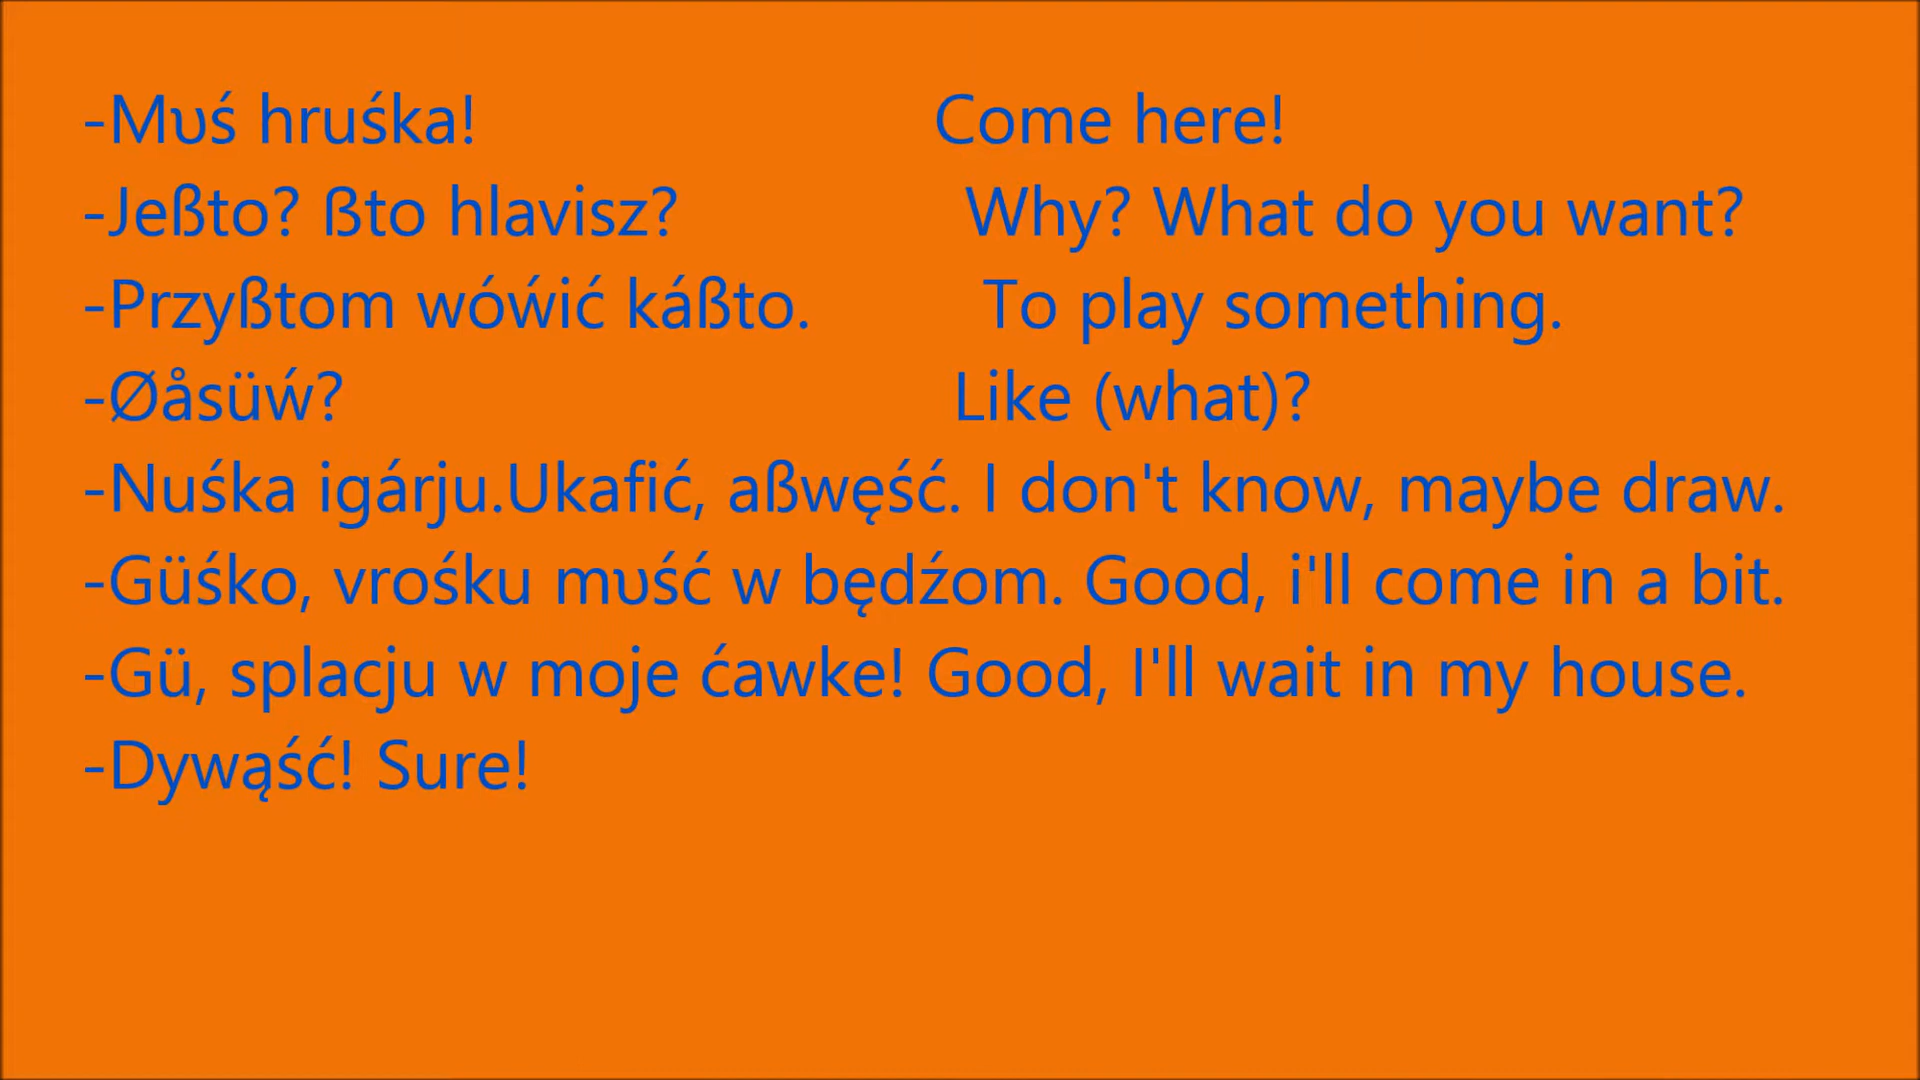 -Mʋś hruśka! Come here!
-Jeßto? ßto hlavisz? Why? What do you want?
-Przyßtom wóẃić káßto. To play something.
-Øåsüẃ? Like (what)?
-Nuśka igárju.Ukafić, aßwęść. I don't know, maybe draw.
-Güśko, vrośku mʋść w będźom. Good, i'll come in a bit.
-Gü, splacju w moje ćawke! Good, I'll wait in my house.
-Dywąść! Sure!